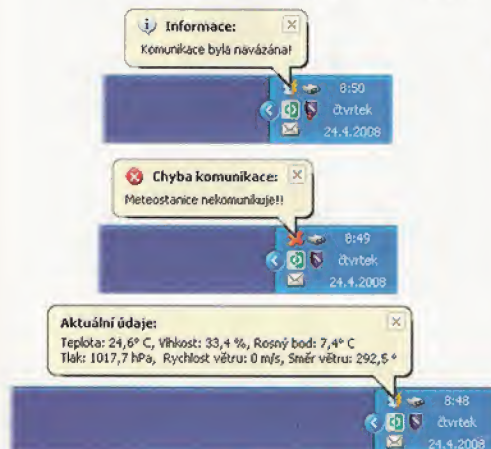 Informace:
Komunikace byla navázána!
8:50
čtvrtek
24.4.2008
Chyba komunikace:
Meteostanice nekomunikuje!!
8:49
čtvrtek
24.4.2008
Aktuální údaje:
Teplota: 24,6° C, Vlhkost: 33,4 %, Rosný bod: 7,4° C
Tlak: 1017,7 hPa, Rychlost větru: 0 m/s, Směr větru: 292,5 °
8:48
čtvrtek
24.4.2008